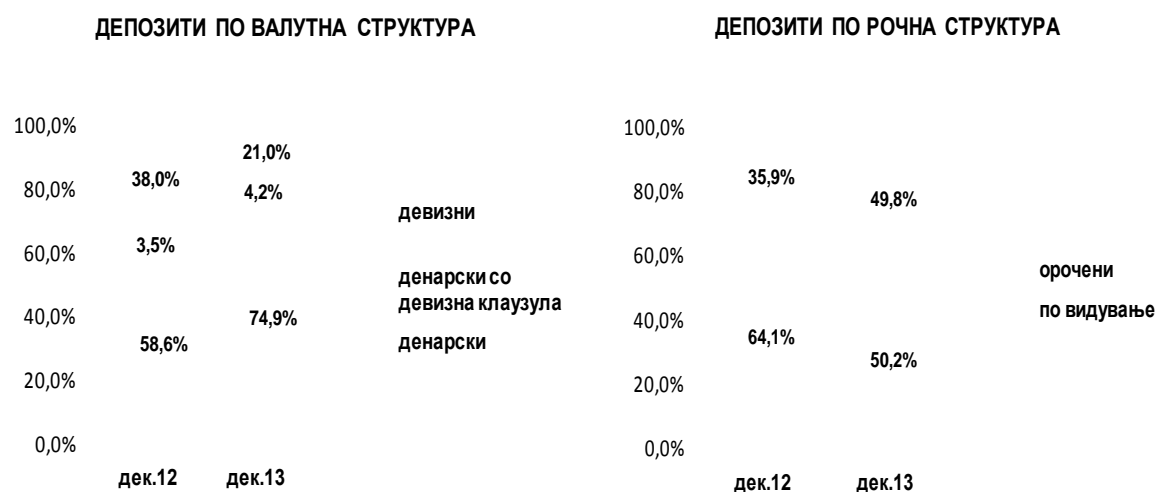 ДЕПОЗИТИ ПО ВАЛУТНА СТРУКТУРА
100,0%
80,0%
60,0%
40,0%
20,0%
0,0%
38,0%
3,5%
58,6%
21,0%
4,2%
74,9%
дек.12
дек.13
девизни
денарски со
девизна клаузула
денарски
ДЕПОЗИТИ ПО РОЧНА СТРУКТУРА
100,0%
80,0%
60,0%
40,0%
20,0%
0,0%
35,9%
64,1%
49,8%
50,2%
дек.12
дек.13
орочени
по видување